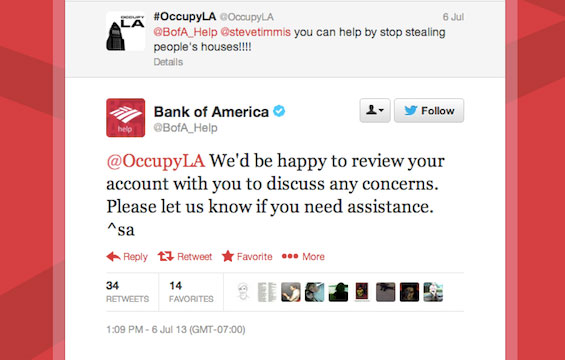 #OccupyLA @OccupyLA 6 Jul
@BofA_Help @stevetimmis you can help by stop stealing
people's houses!!!!
Details
OCCUPY
LA
Bank of America
@BofA_Help
help
Follow
@OccupyLA We'd be happy to review your
account with you to discuss any concerns.
Please let us know if you need assistance.
^sa
Reply Retweet Favorite More
34 14
RETWEETS FAVORITES
1:09 PM - 6 Jul 13 (GMT-07:00)